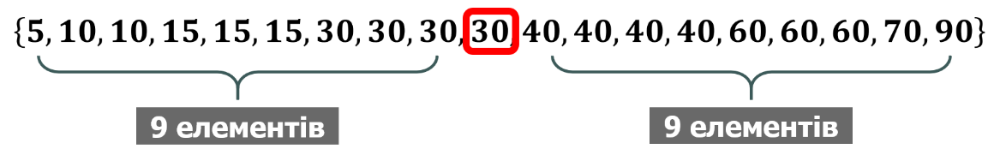 {5, 10, 10, 15, 15, 15, 30, 30, 30, 30, 40, 40, 40, 40, 60, 60, 60, 70, 90}
9 елементів
9 елементів